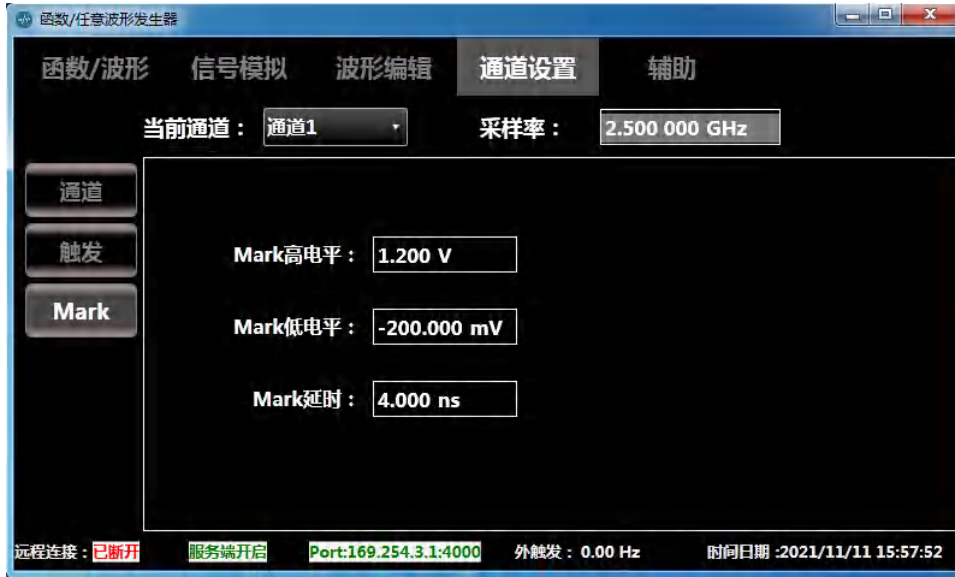 函数/任意波形发生器
函数/波形 信号模拟 波形编辑 通道设置 辅助
当前通道： 通道1 采样率： 2.500 000 GHz
通道
触发
Mark高电平： 1.200 V
Mark
Mark低电平： -200.000 mV
Mark延时： 4.000 ns
远程连接：已断开 服务端开启 Port:169.254.3.1:4000 外触发：0.00 Hz 时间日期 :2021/11/11 15:57:52